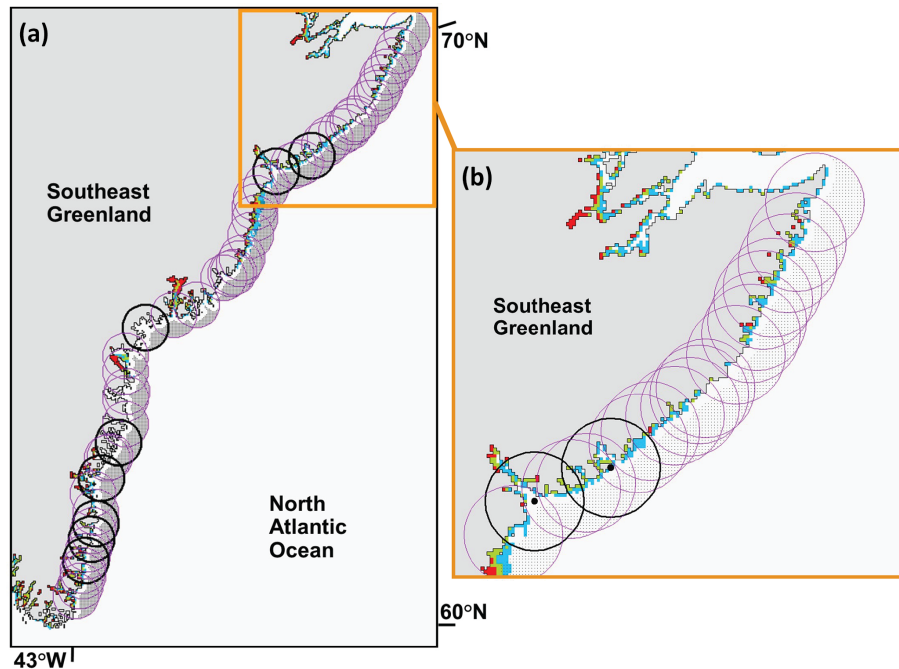 (a)
70°N
Southeast
Greenland
(b)
Southeast
Greenland
North
Atlantic
Ocean
60°N
43°W